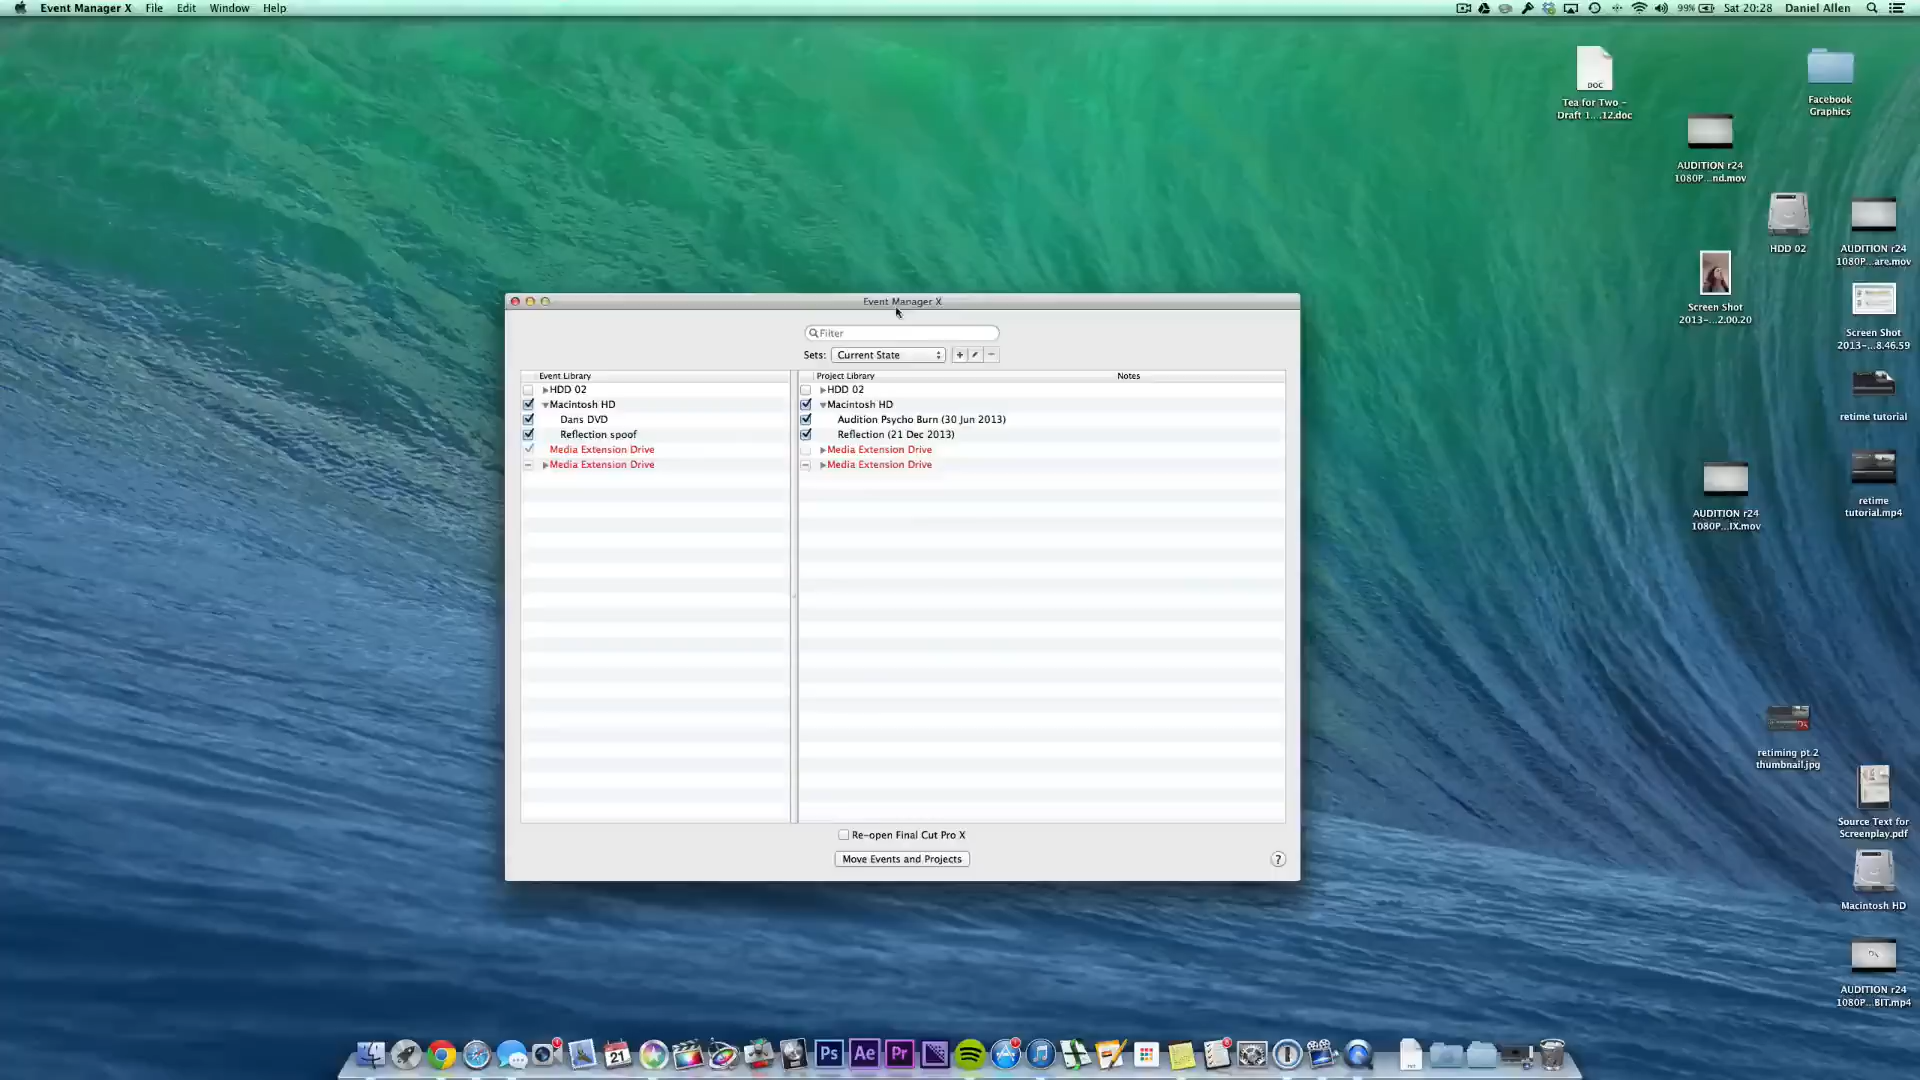 Event Manager X File Edit Window Help
99% Sat 20:28 Daniel Allen
DOC
Tea for Two -
Draft 1....12.doc
Facebook
Graphics
AUDITION r24
1080P...nd.mov
HDD 02
AUDITION r24
1080P...are.mov
Screen Shot
2013-...2.00.20
Screen Shot
2013-...8.46.59
retime tutorial
AUDITION r24
1080P...IX.mov
retime
tutorial.mp4
retiming pt.2
thumbnail.jpg
Source Text for
Screenplay.pdf
Macintosh HD
AUDITION r24
1080P...BIT.mp4
Event Manager X
Filter
Sets: Current State
Event Library
HDD 02
Macintosh HD
Dans DVD
Reflection spoof
Media Extension Drive
Media Extension Drive
Project Library Notes
HDD 02
Macintosh HD
Audition Psycho Burn (30 Jun 2013)
Reflection (21 Dec 2013)
Media Extension Drive
Media Extension Drive
Re-open Final Cut Pro X
Move Events and Projects
?
21
Ps
Ae
Pr